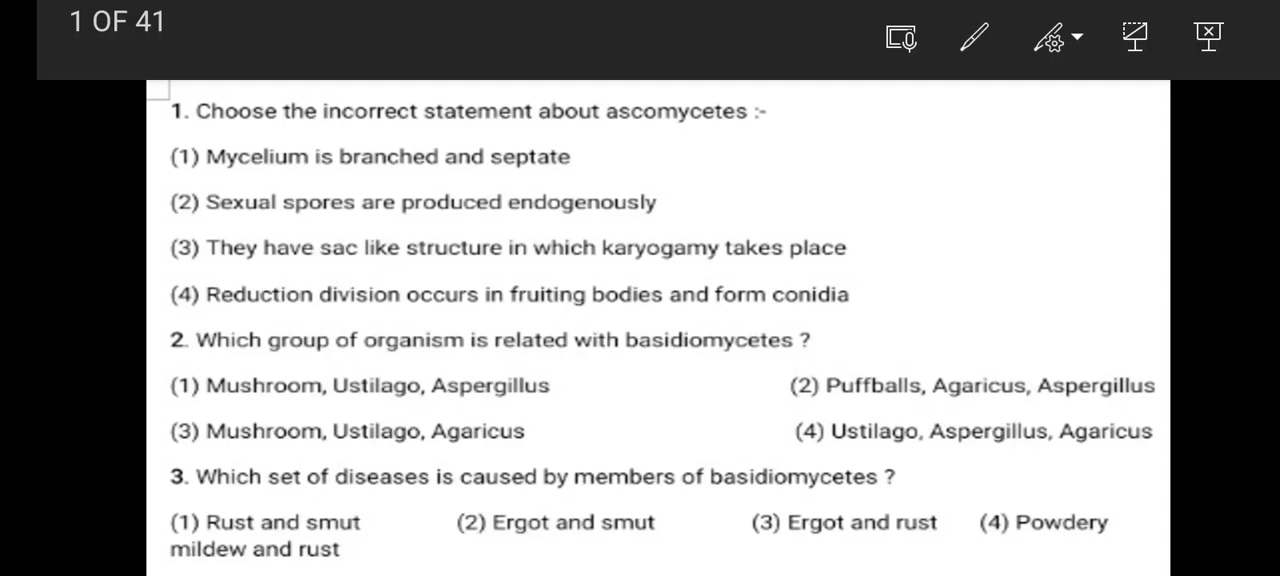 1 OF 41
1. Choose the incorrect statement about ascomycetes :-
(1) Mycelium is branched and septate
(2) Sexual spores are produced endogenously
(3) They have sac like structure in which karyogamy takes place
(4) Reduction division occurs in fruiting bodies and form conidia
2. Which group of organism is related with basidiomycetes ?
(1) Mushroom, Ustilago, Aspergillus (2) Puffballs, Agaricus, Aspergillus
(3) Mushroom, Ustilago, Agaricus (4) Ustilago, Aspergillus, Agaricus
3. Which set of diseases is caused by members of basidiomycetes ?
(1) Rust and smut (2) Ergot and smut (3) Ergot and rust (4) Powdery
mildew and rust